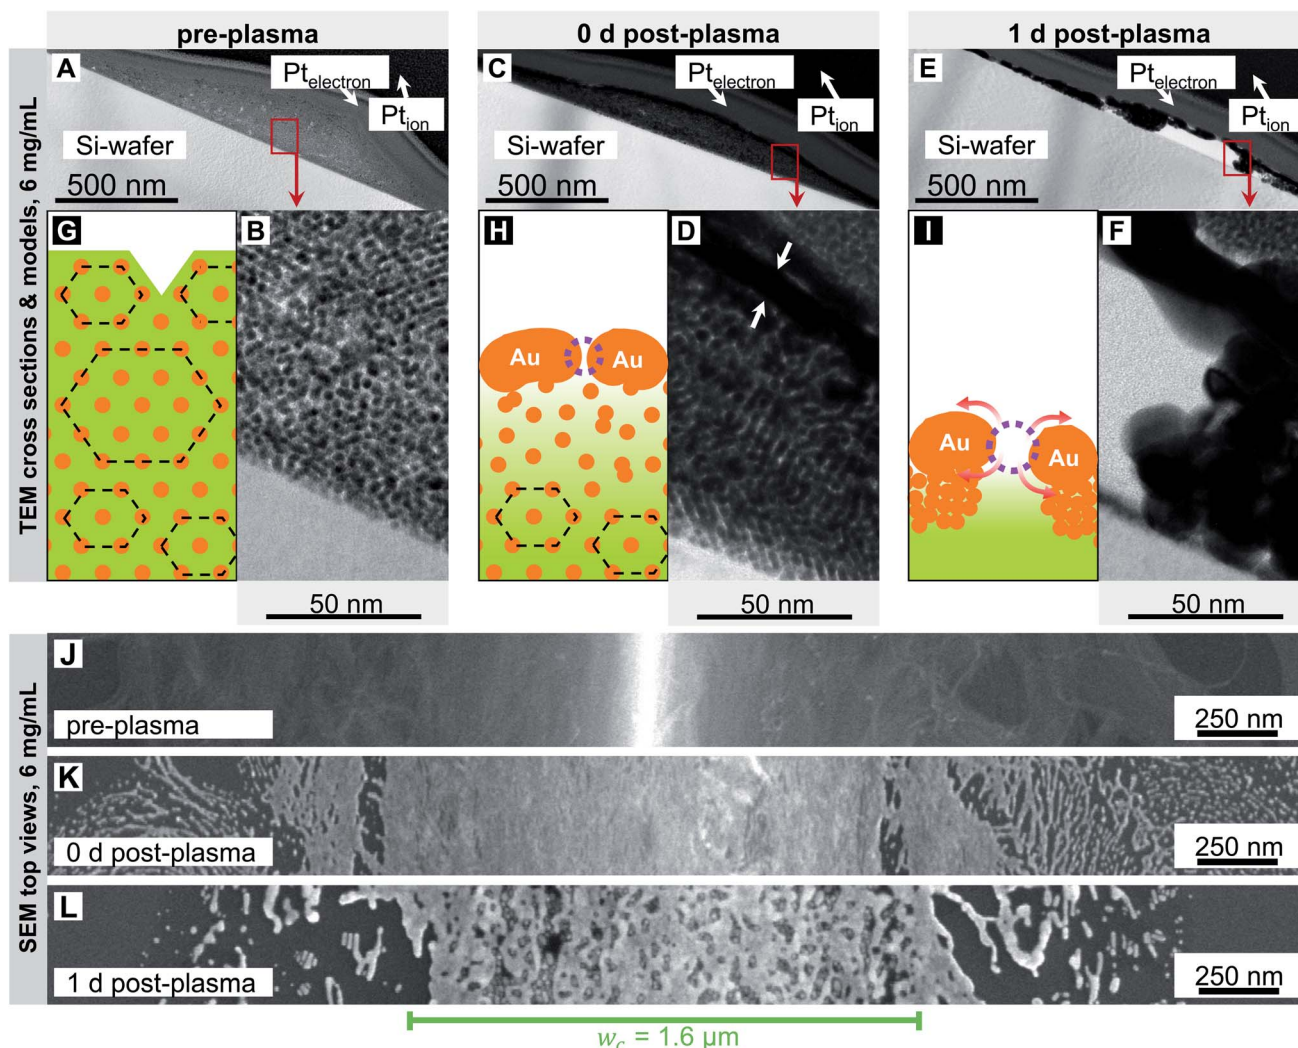 pre-plasma
0 d post-plasma
1 d post-plasma
TEM cross sections & models, 6 mg/mL
A
Pt_electron
Pt_ion
Si-wafer
500 nm
C
Pt_electron
Pt_ion
Si-wafer
500 nm
E
Pt_electron
Pt_ion
Si-wafer
500 nm
G
B
50 nm
H
Au
Au
D
50 nm
I
Au
Au
F
50 nm
SEM top views, 6 mg/mL
J
pre-plasma
250 nm
K
0 d post-plasma
250 nm
L
1 d post-plasma
250 nm
w_c = 1.6 µm